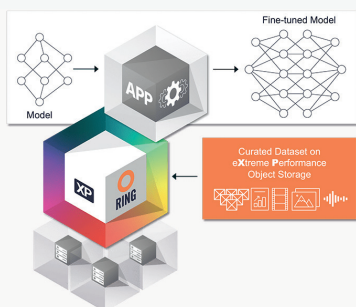 Fine-tuned Model
APP
Model
XP
RING
Curated Dataset on
eXtreme Performance
Object Storage